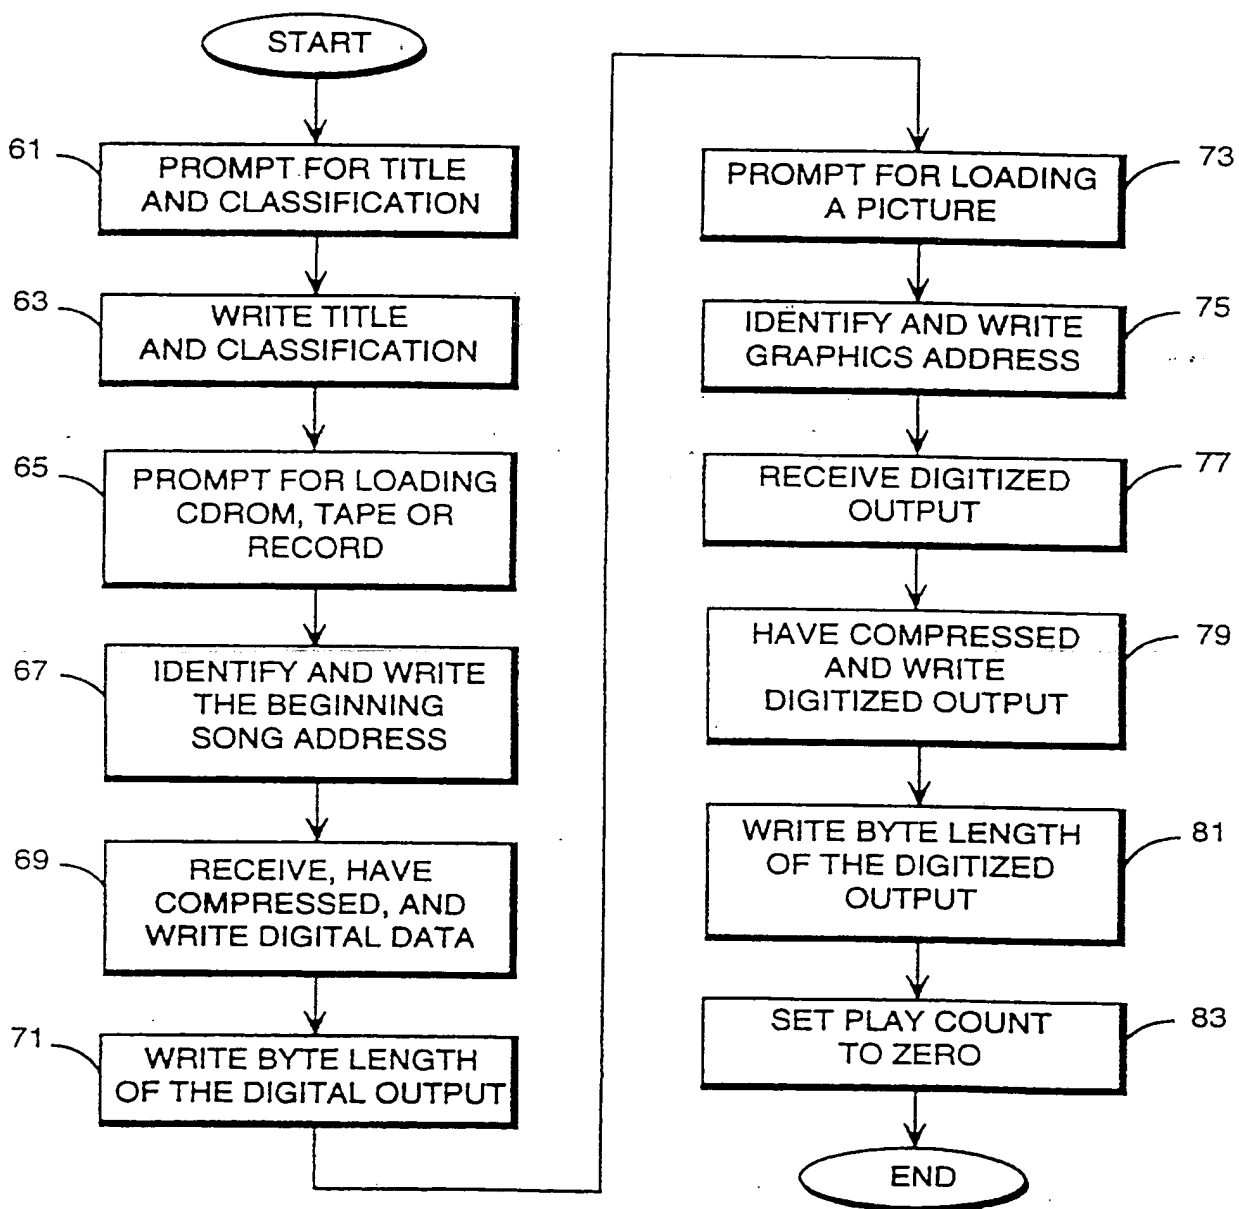 START
61
PROMPT FOR TITLE
AND CLASSIFICATION
63
WRITE TITLE
AND CLASSIFICATION
65
PROMPT FOR LOADING
CDROM, TAPE OR
RECORD
67
IDENTIFY AND WRITE
THE BEGINNING
SONG ADDRESS
69
RECEIVE, HAVE
COMPRESSED, AND
WRITE DIGITAL DATA
71
WRITE BYTE LENGTH
OF THE DIGITAL OUTPUT
73
PROMPT FOR LOADING
A PICTURE
75
IDENTIFY AND WRITE
GRAPHICS ADDRESS
77
RECEIVE DIGITIZED
OUTPUT
79
HAVE COMPRESSED
AND WRITE
DIGITIZED OUTPUT
81
WRITE BYTE LENGTH
OF THE DIGITIZED
OUTPUT
83
SET PLAY COUNT
TO ZERO
END